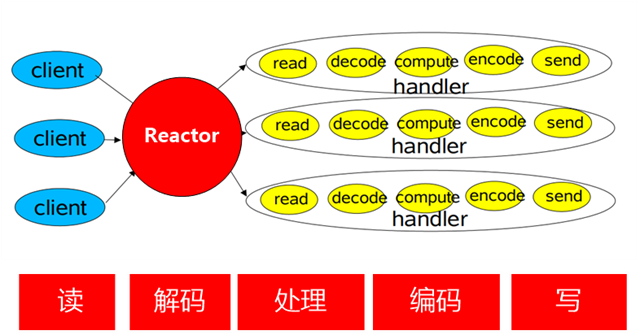 client
client
client
Reactor
read decode compute encode send
handler
read decode compute encode send
handler
read decode compute encode send
handler
读 解码 处理 编码 写